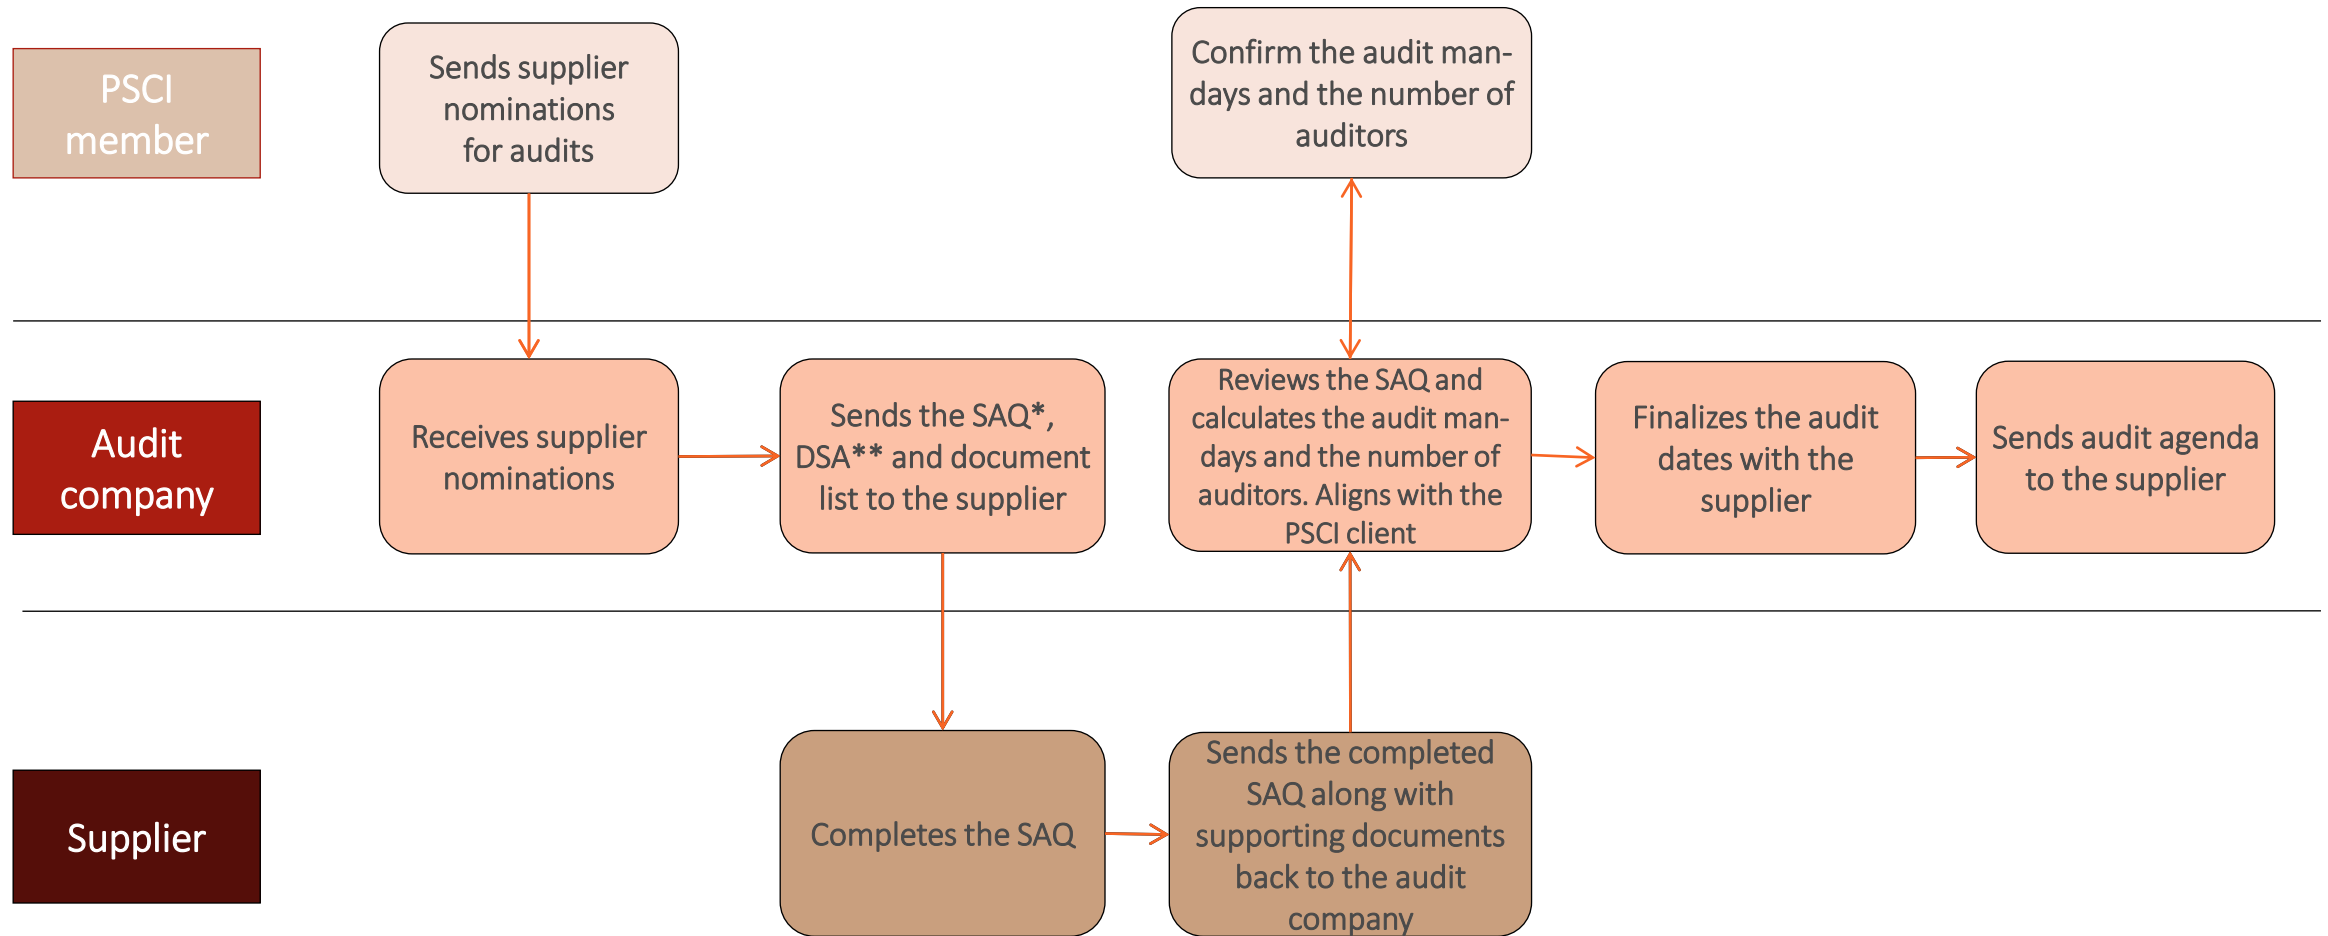 PSCI
member
Sends supplier
nominations
for audits
Confirm the audit man-
days and the number of
auditors
Audit
company
Receives supplier
nominations
Sends the SAQ*,
DSA** and document
list to the supplier
Reviews the SAQ and
calculates the audit man-
days and the number of
auditors. Aligns with the
PSCI client
Finalizes the audit
dates with the
supplier
Sends audit agenda
to the supplier
Supplier
Completes the SAQ
Sends the completed
SAQ along with
supporting documents
back to the audit
company